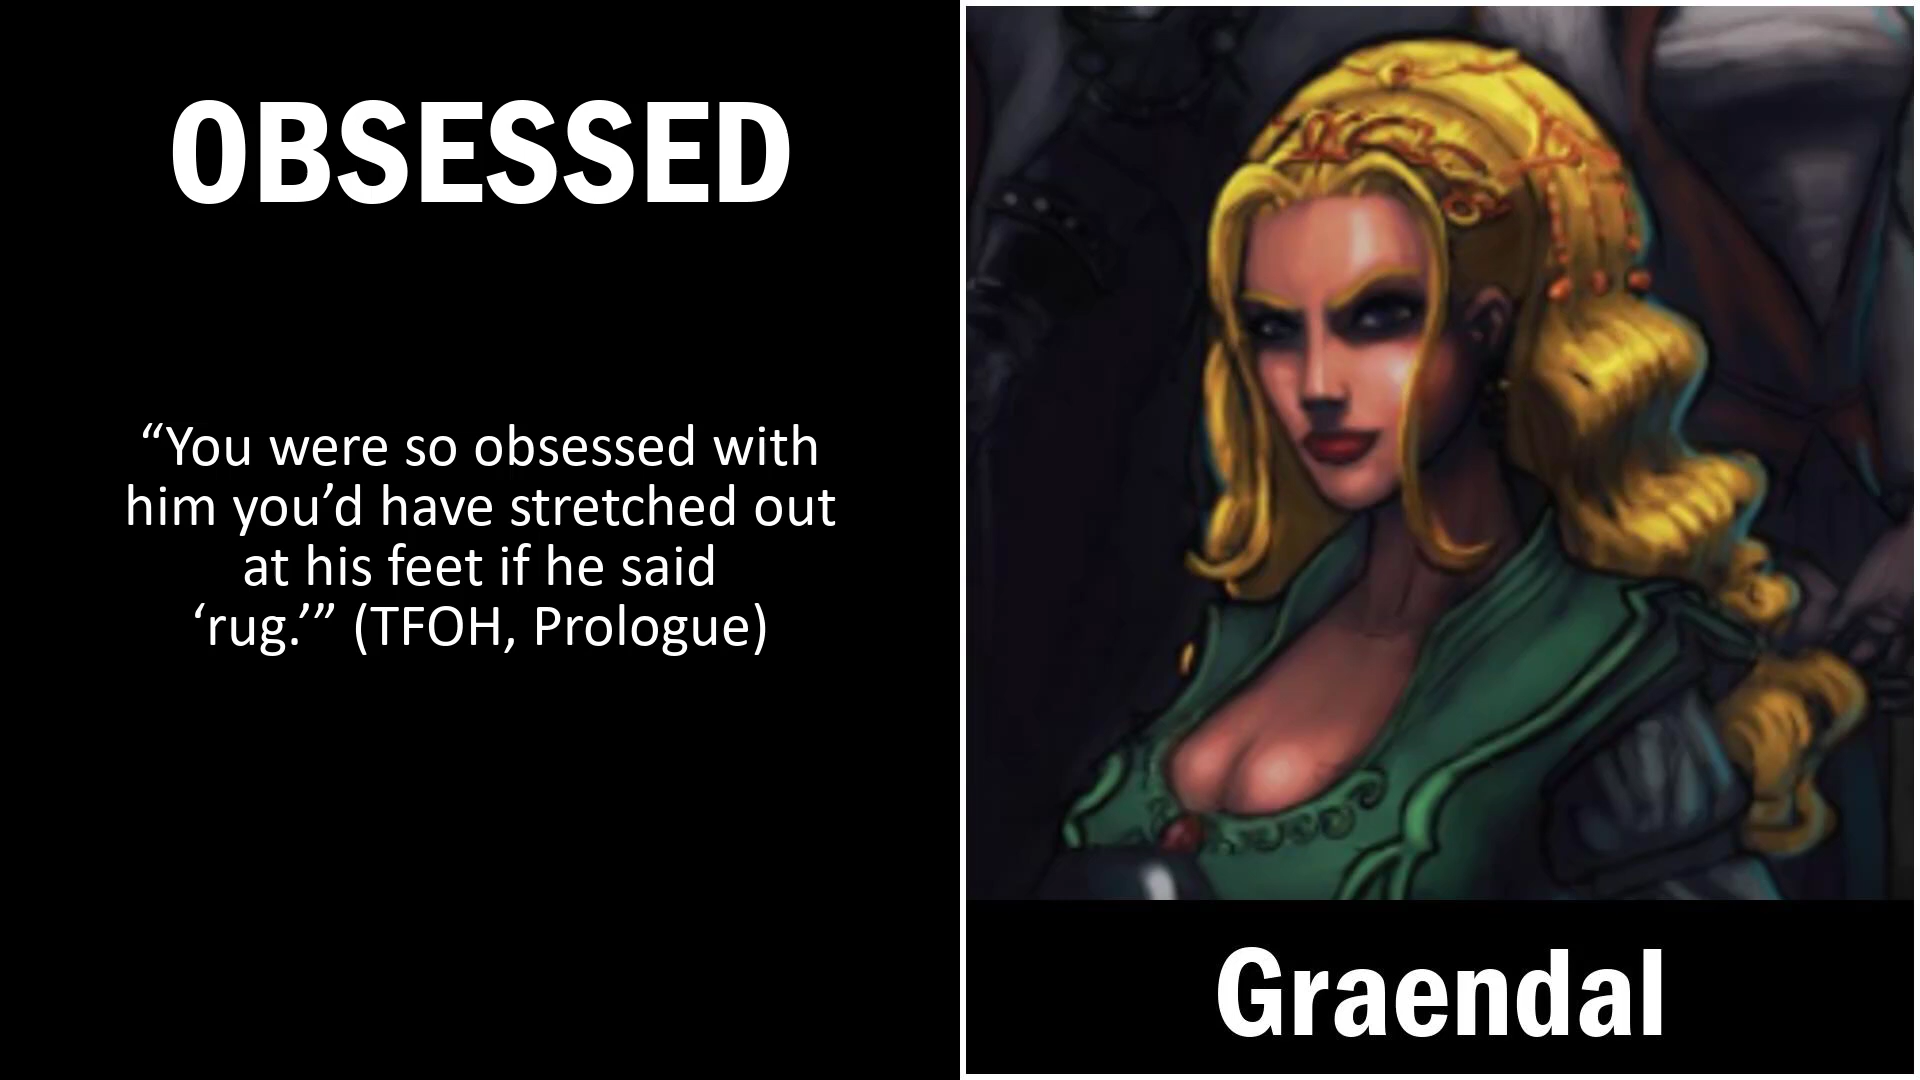 OBSESSED
“You were so obsessed with
him you’d have stretched out
at his feet if he said
‘rug.’” (TFOH, Prologue)
Graendal